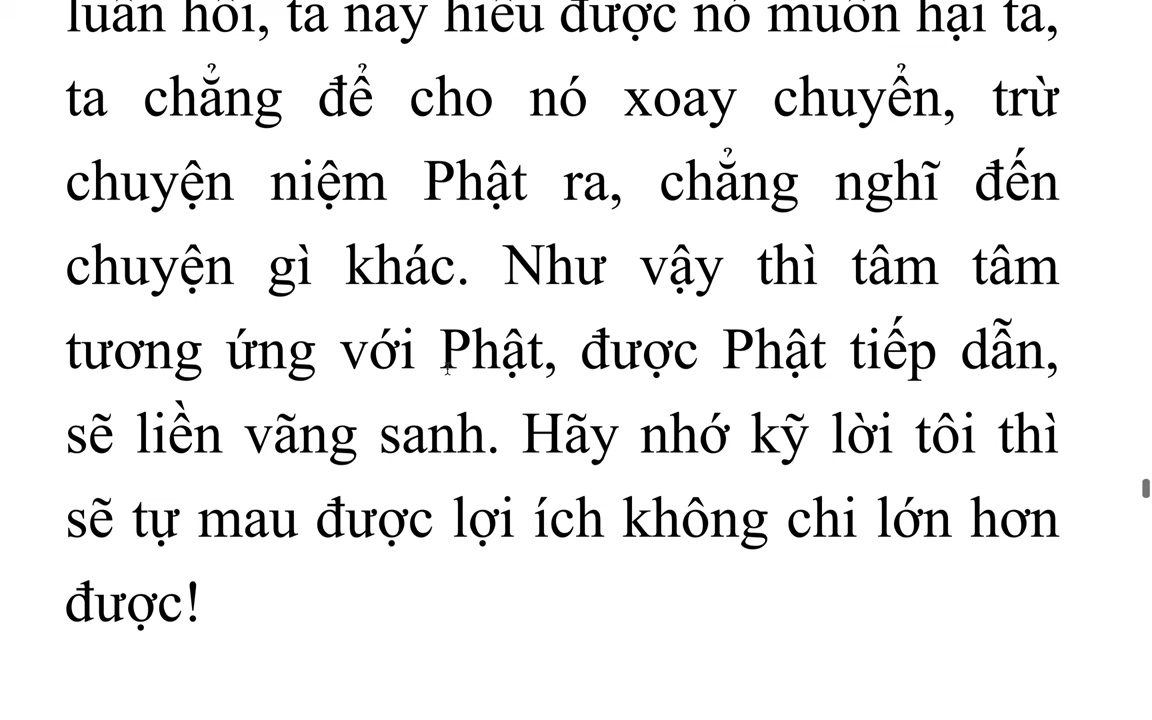 luân hồi, ta nay hiểu được nó muốn hại ta,
ta chẳng để cho nó xoay chuyển, trừ
chuyện niệm Phật ra, chẳng nghĩ đến
chuyện gì khác. Như vậy thì tâm tâm
tương ứng với Phật, được Phật tiếp dẫn,
sẽ liền vãng sanh. Hãy nhớ kỹ lời tôi thì
sẽ tự mau được lợi ích không chi lớn hơn
được!